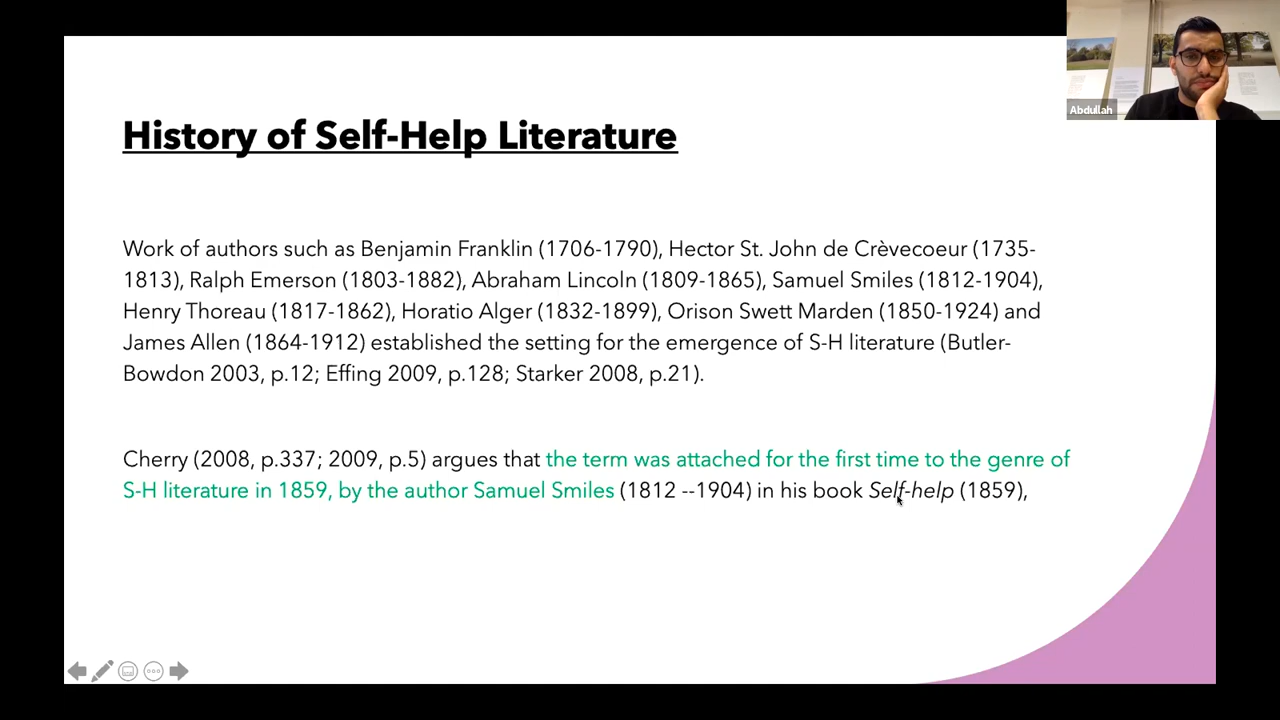 Abdullah
History of Self-Help Literature
Work of authors such as Benjamin Franklin (1706-1790), Hector St. John de Crèvecoeur (1735-
1813), Ralph Emerson (1803-1882), Abraham Lincoln (1809-1865), Samuel Smiles (1812-1904),
Henry Thoreau (1817-1862), Horatio Alger (1832-1899), Orison Swett Marden (1850-1924) and
James Allen (1864-1912) established the setting for the emergence of S-H literature (Butler-
Bowdon 2003, p.12; Effing 2009, p.128; Starker 2008, p.21).
Cherry (2008, p.337; 2009, p.5) argues that the term was attached for the first time to the genre of
S-H literature in 1859, by the author Samuel Smiles (1812 --1904) in his book Self-help (1859),